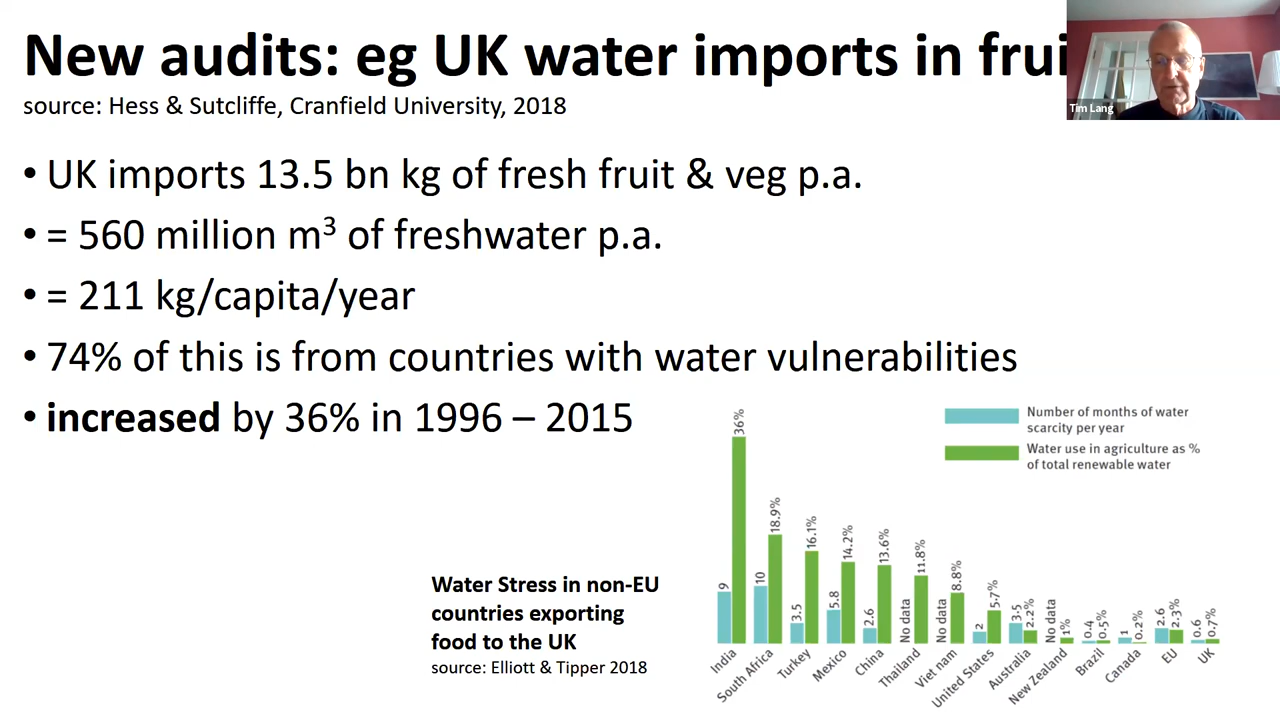 New audits: eg UK water imports in frui
source: Hess & Sutcliffe, Cranfield University, 2018
Tim Lang
• UK imports 13.5 bn kg of fresh fruit & veg p.a.
• = 560 million m³ of freshwater p.a.
• = 211 kg/capita/year
• 74% of this is from countries with water vulnerabilities
• increased by 36% in 1996 – 2015
Number of months of water
scarcity per year
Water use in agriculture as %
of total renewable water
Water Stress in non-EU
countries exporting
food to the UK
source: Elliott & Tipper 2018
9
36%
10
18.9%
3.5
16.1%
5.8
14.2%
2.6
13.6%
No data
11.8%
No data
8.8%
2
5.7%
3.5
2.2%
No data
1%
0.4
0.5%
1
0.2%
2.6
2.3%
0.6
0.7%
India
South Africa
Turkey
Mexico
China
Thailand
Viet nam
United States
Australia
New Zealand
Brazil
Canada
EU
UK